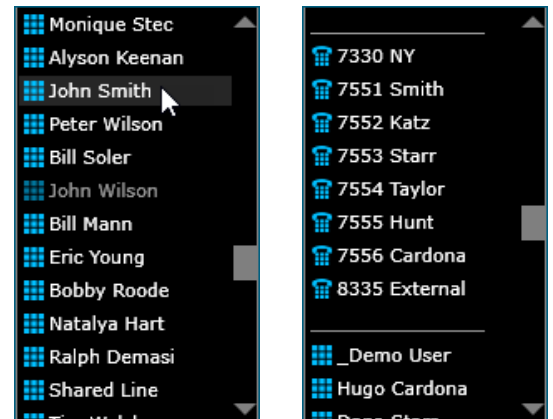 Monique Stec
Alyson Keenan
John Smith
Peter Wilson
Bill Soler
John Wilson
Bill Mann
Eric Young
Bobby Roode
Natalya Hart
Ralph Demasi
Shared Line
7330 NY
7551 Smith
7552 Katz
7553 Starr
7554 Taylor
7555 Hunt
7556 Cardona
8335 External
_Demo User
Hugo Cardona